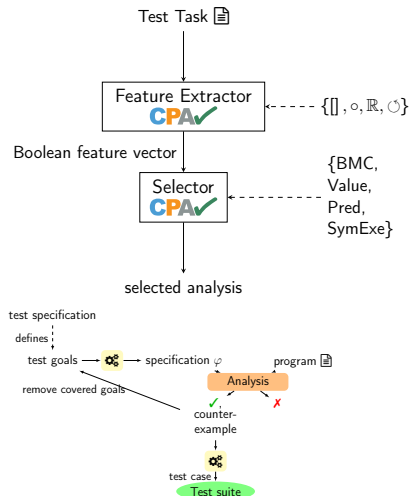 Test Task
Feature Extractor
CPA✓
{[], ∘, ℝ, ↺}
Boolean feature vector
Selector
CPA✓
{BMC,
Value,
Pred,
SymExe}
selected analysis
test specification
defines
test goals
specification φ
program
remove covered goals
Analysis
✓,
✗
counter-
example
test case
Test suite